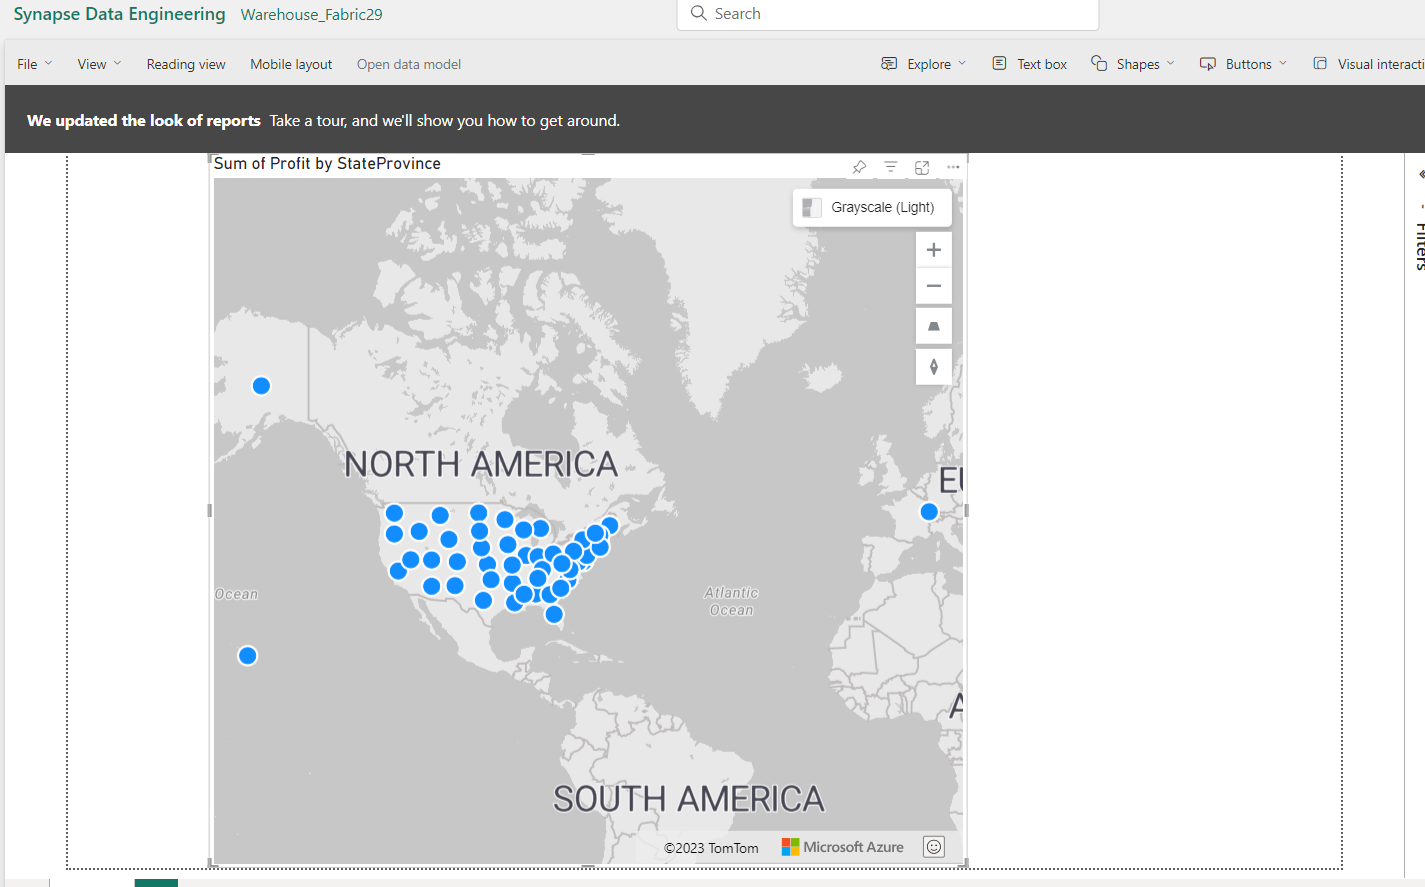 Synapse Data Engineering Warehouse_Fabric29 Search
File View Reading view Mobile layout Open data model Explore Text box Shapes Buttons Visual interacti
We updated the look of reports Take a tour, and we'll show you how to get around.
Sum of Profit by StateProvince
Grayscale (Light)
Filters
NORTH AMERICA
EU
Ocean
Atlantic
Ocean
A
SOUTH AMERICA
©2023 TomTom Microsoft Azure